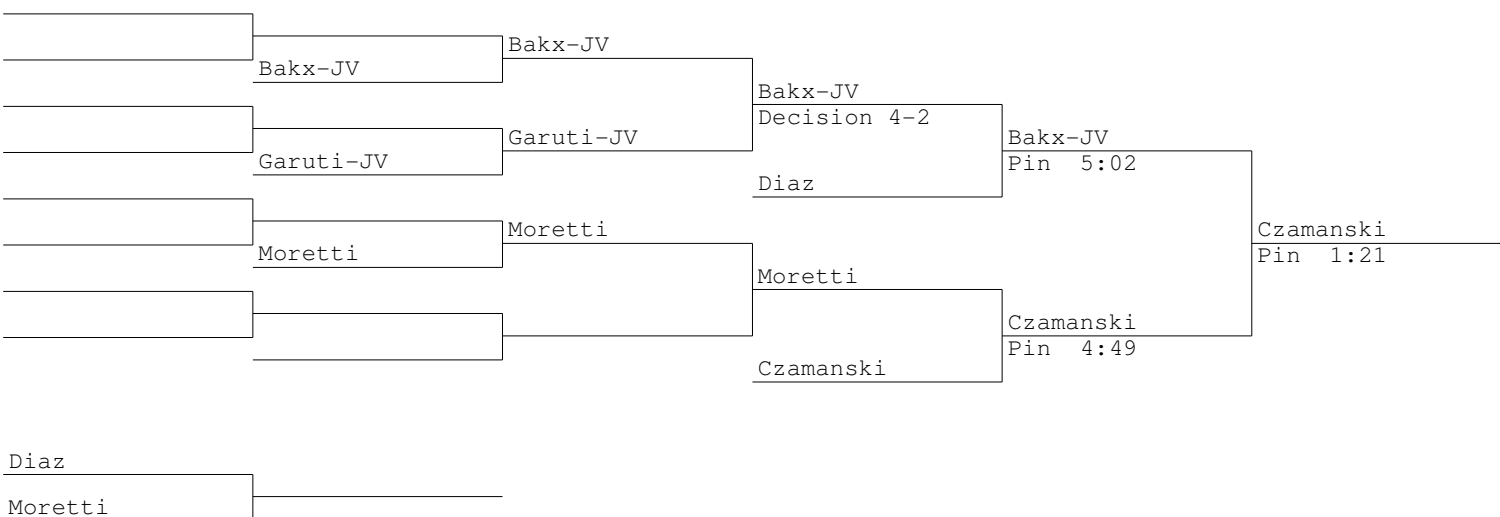 Bakx-JV
Bakx-JV
Bakx-JV
Decision 4-2
Garuti-JV
Bakx-JV
Garuti-JV
Pin 5:02
Diaz
Moretti
Czamanski
Moretti
Pin 1:21
Moretti
Czamanski
Pin 4:49
Czamanski
Diaz
Moretti